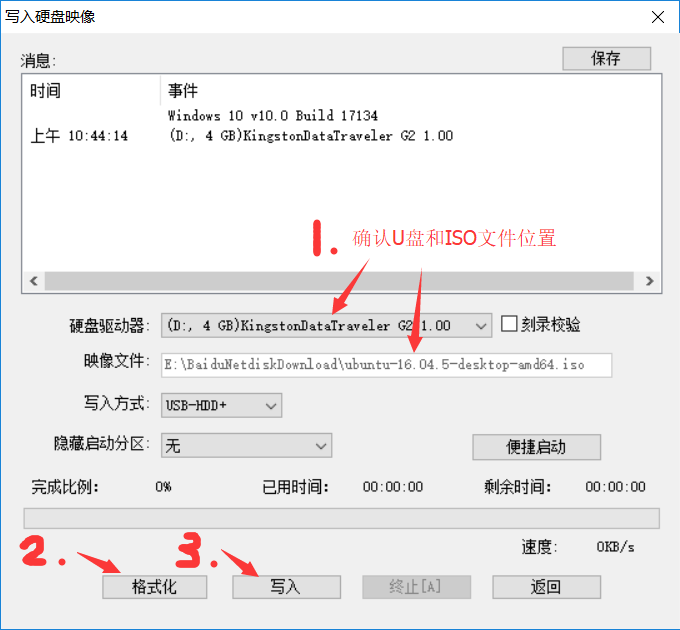 写入硬盘映像
消息:
保存
时间 事件
Windows 10 v10.0 Build 17134
上午 10:44:14 (D:, 4 GB)KingstonDataTraveler G2 1.00
1. 确认U盘和ISO文件位置
硬盘驱动器: (D:, 4 GB)KingstonDataTraveler G2 1.00 刻录校验
映像文件: E:\BaiduNetdiskDownload\ubuntu-16.04.5-desktop-amd64.iso
写入方式: USB-HDD+
隐藏启动分区: 无 便捷启动
完成比例: 0% 已用时间: 00:00:00 剩余时间: 00:00:00
速度: 0KB/s
2. 3.
格式化 写入 终止[A] 返回